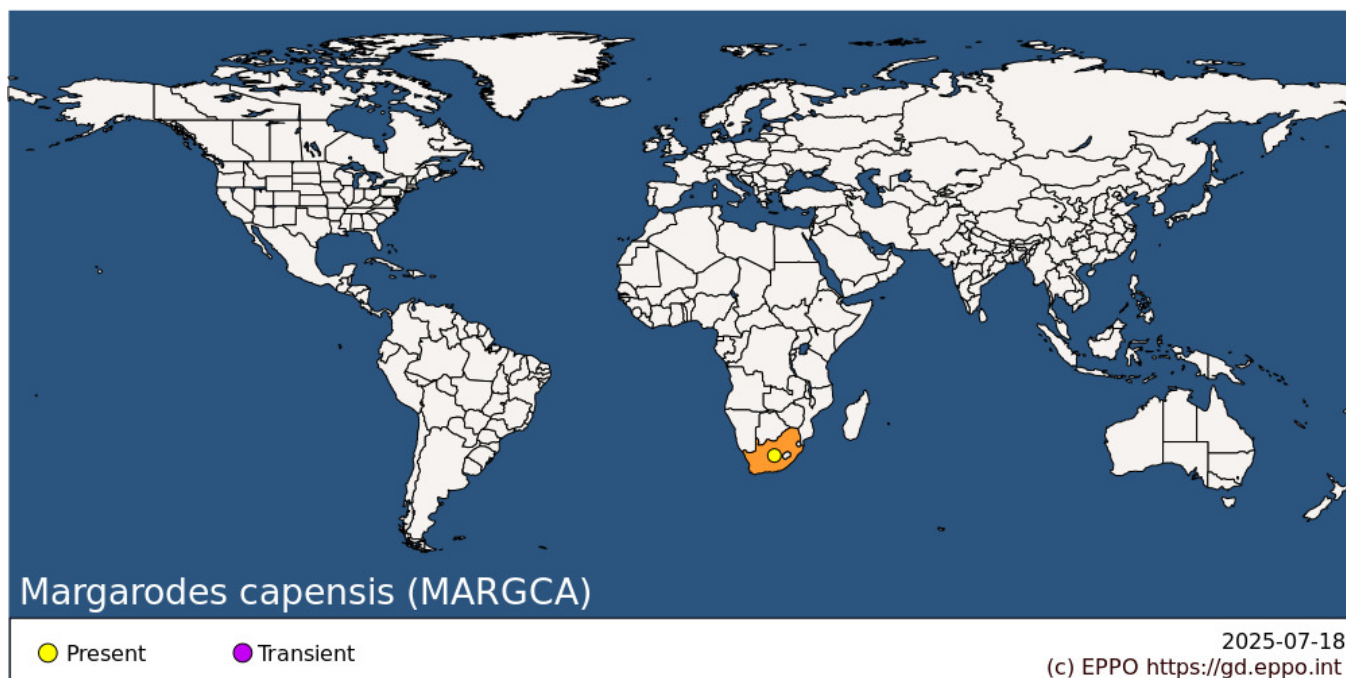 Margarodes capensis (MARGCA)
Present
Transient
2025-07-18
(c) EPPO https://gd.eppo.int